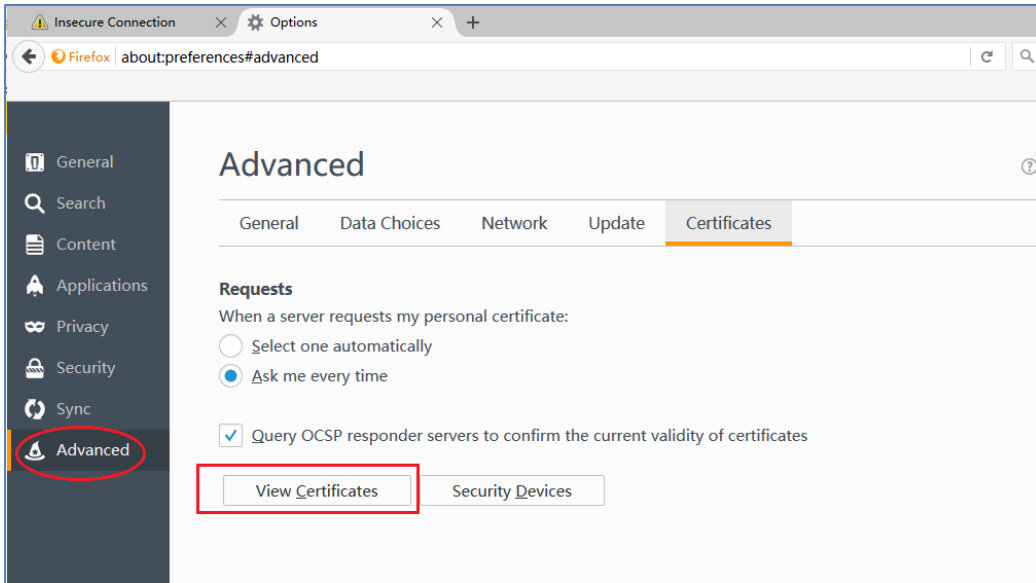 Insecure Connection
Options
Firefox about:preferences#advanced
General
Search
Content
Applications
Privacy
Security
Sync
Advanced
Advanced
General Data Choices Network Update Certificates
Requests
When a server requests my personal certificate:
Select one automatically
Ask me every time
Query OCSP responder servers to confirm the current validity of certificates
View Certificates Security Devices